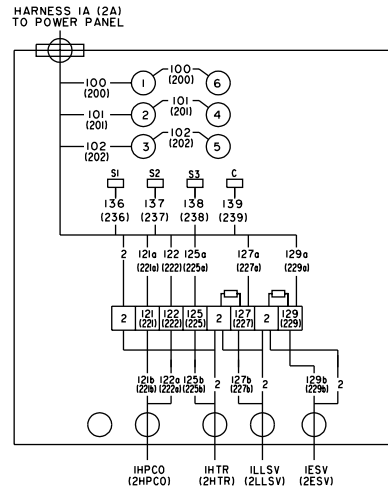 HARNESS 1A (2A)
TO POWER PANEL
100 (200) 1 100 (200) 6
101 (201) 2 101 (201) 4
102 (202) 3 102 (202) 5
S1 S2 S3 C
136 137 138 139
(236) (237) (238) (239)
2 121a 122 125a 127a 129a
(221a) (222) (225a) (227a) (229a)
2 121 122 125 2 127 2 129
(221) (222) (225) (227) (229)
121b 122a 125b 2 127b 2 129b 2
(221b) (222a) (225b) (227b) (229b)
1HPCO 1HTR 1LLSV 1ESV
(2HPCO) (2HTR) (2LLSV) (2ESV)